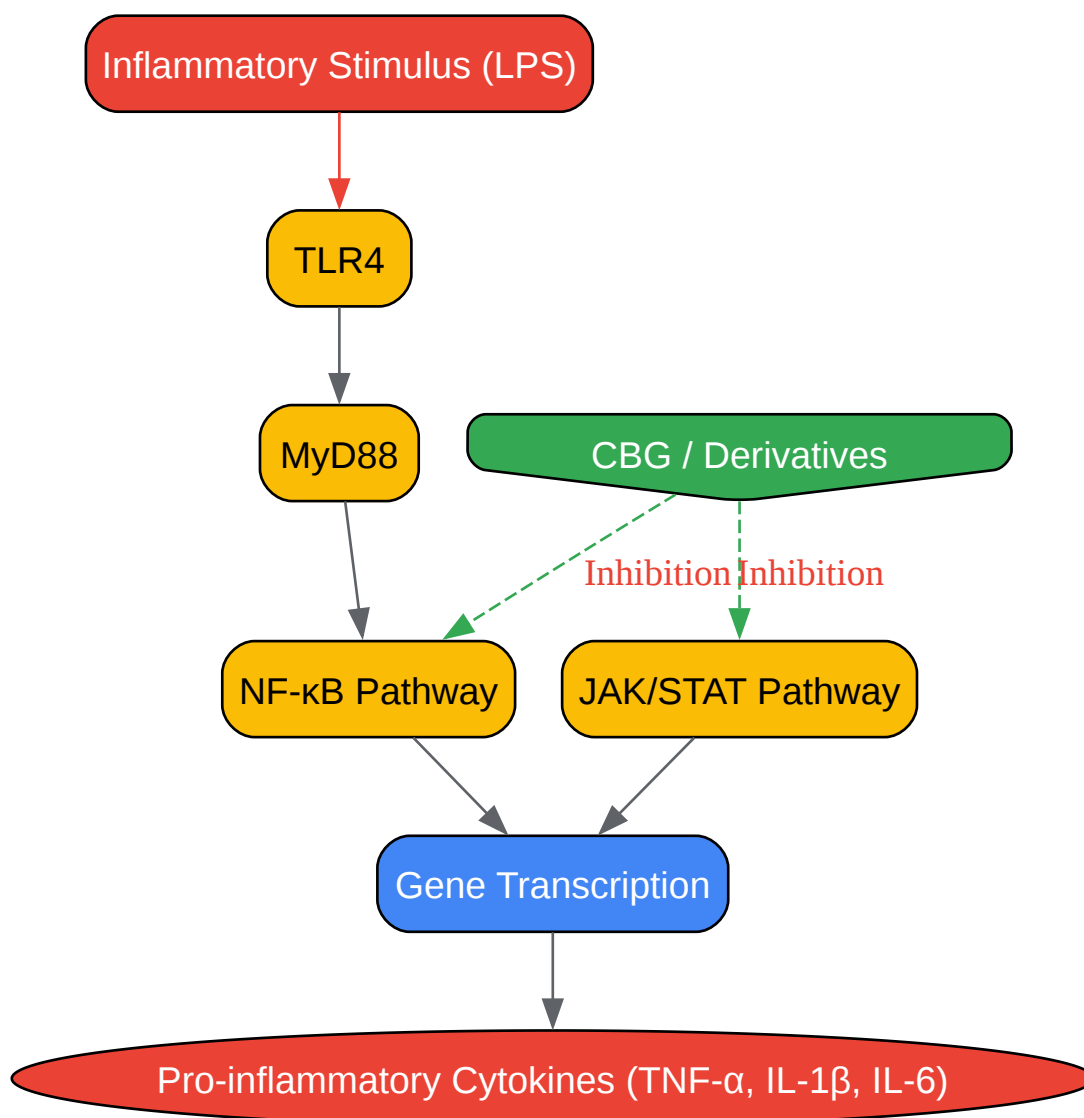 Inflammatory Stimulus (LPS)
TLR4
MyD88
CBG / Derivatives
Inhibition
Inhibition
NF-κB Pathway
JAK/STAT Pathway
Gene Transcription
Pro-inflammatory Cytokines (TNF-α, IL-1β, IL-6)